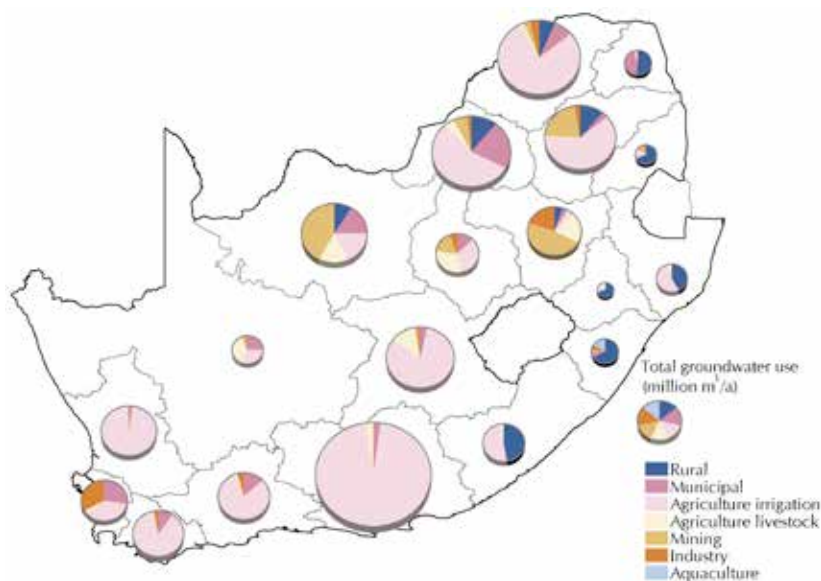 Total groundwater use
(million m³/a)
Rural
Municipal
Agriculture irrigation
Agriculture livestock
Mining
Industry
Aquaculture